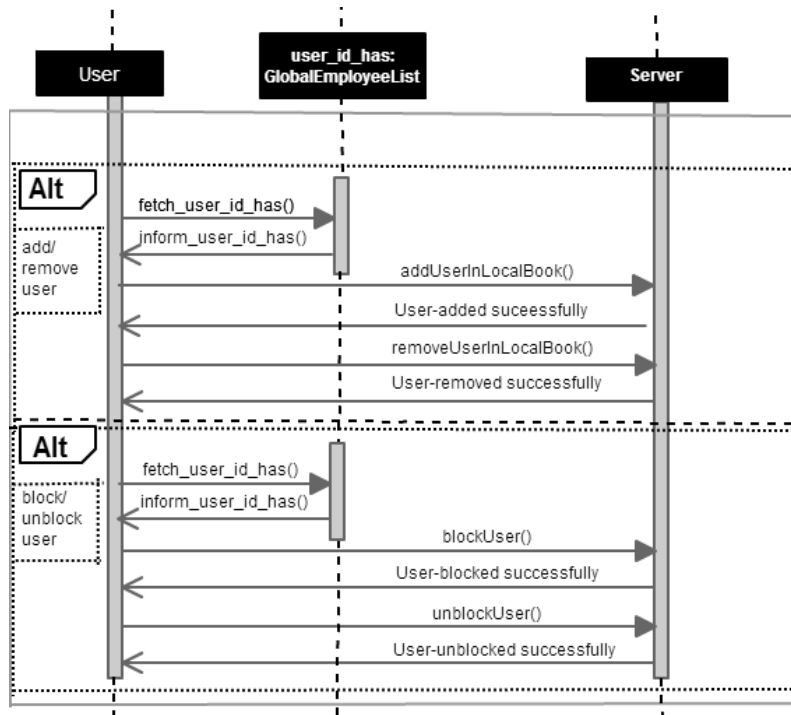 User
user_id_has:
GlobalEmployeeList
Server
Alt
fetch_user_id_has()
inform_user_id_has()
add/
remove
user
addUserInLocalBook()
User-added suceessfully
removeUserInLocalBook()
User-removed successfully
Alt
fetch_user_id_has()
inform_user_id_has()
block/
unblock
user
blockUser()
User-blocked successfully
unblockUser()
User-unblocked successfully